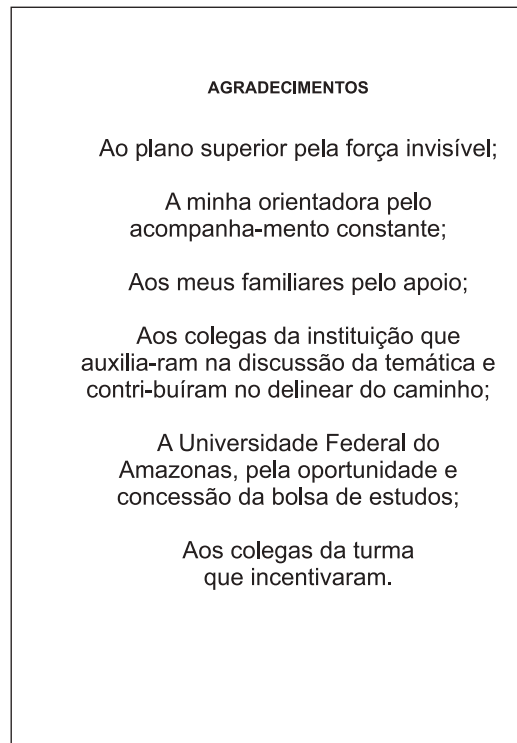 AGRADECIMENTOS
Ao plano superior pela força invisível;
A minha orientadora pelo
acompanha-mento constante;
Aos meus familiares pelo apoio;
Aos colegas da instituição que
auxilia-ram na discussão da temática e
contri-buíram no delinear do caminho;
A Universidade Federal do
Amazonas, pela oportunidade e
concessão da bolsa de estudos;
Aos colegas da turma
que incentivaram.